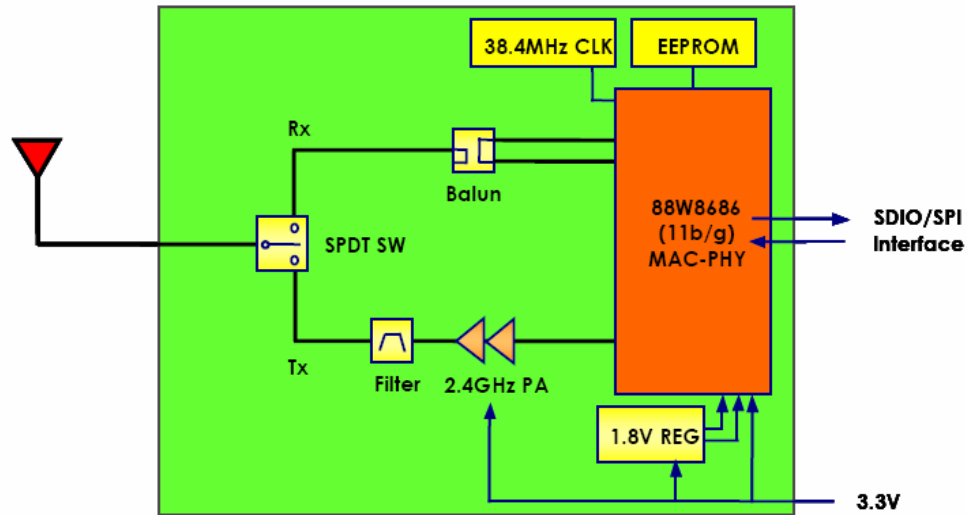 38.4MHz CLK
EEPROM
Rx
Balun
88W8686
(11b/g)
MAC-PHY
SDIO/SPI
Interface
SPDT SW
Tx
Filter
2.4GHz PA
1.8V REG
3.3V